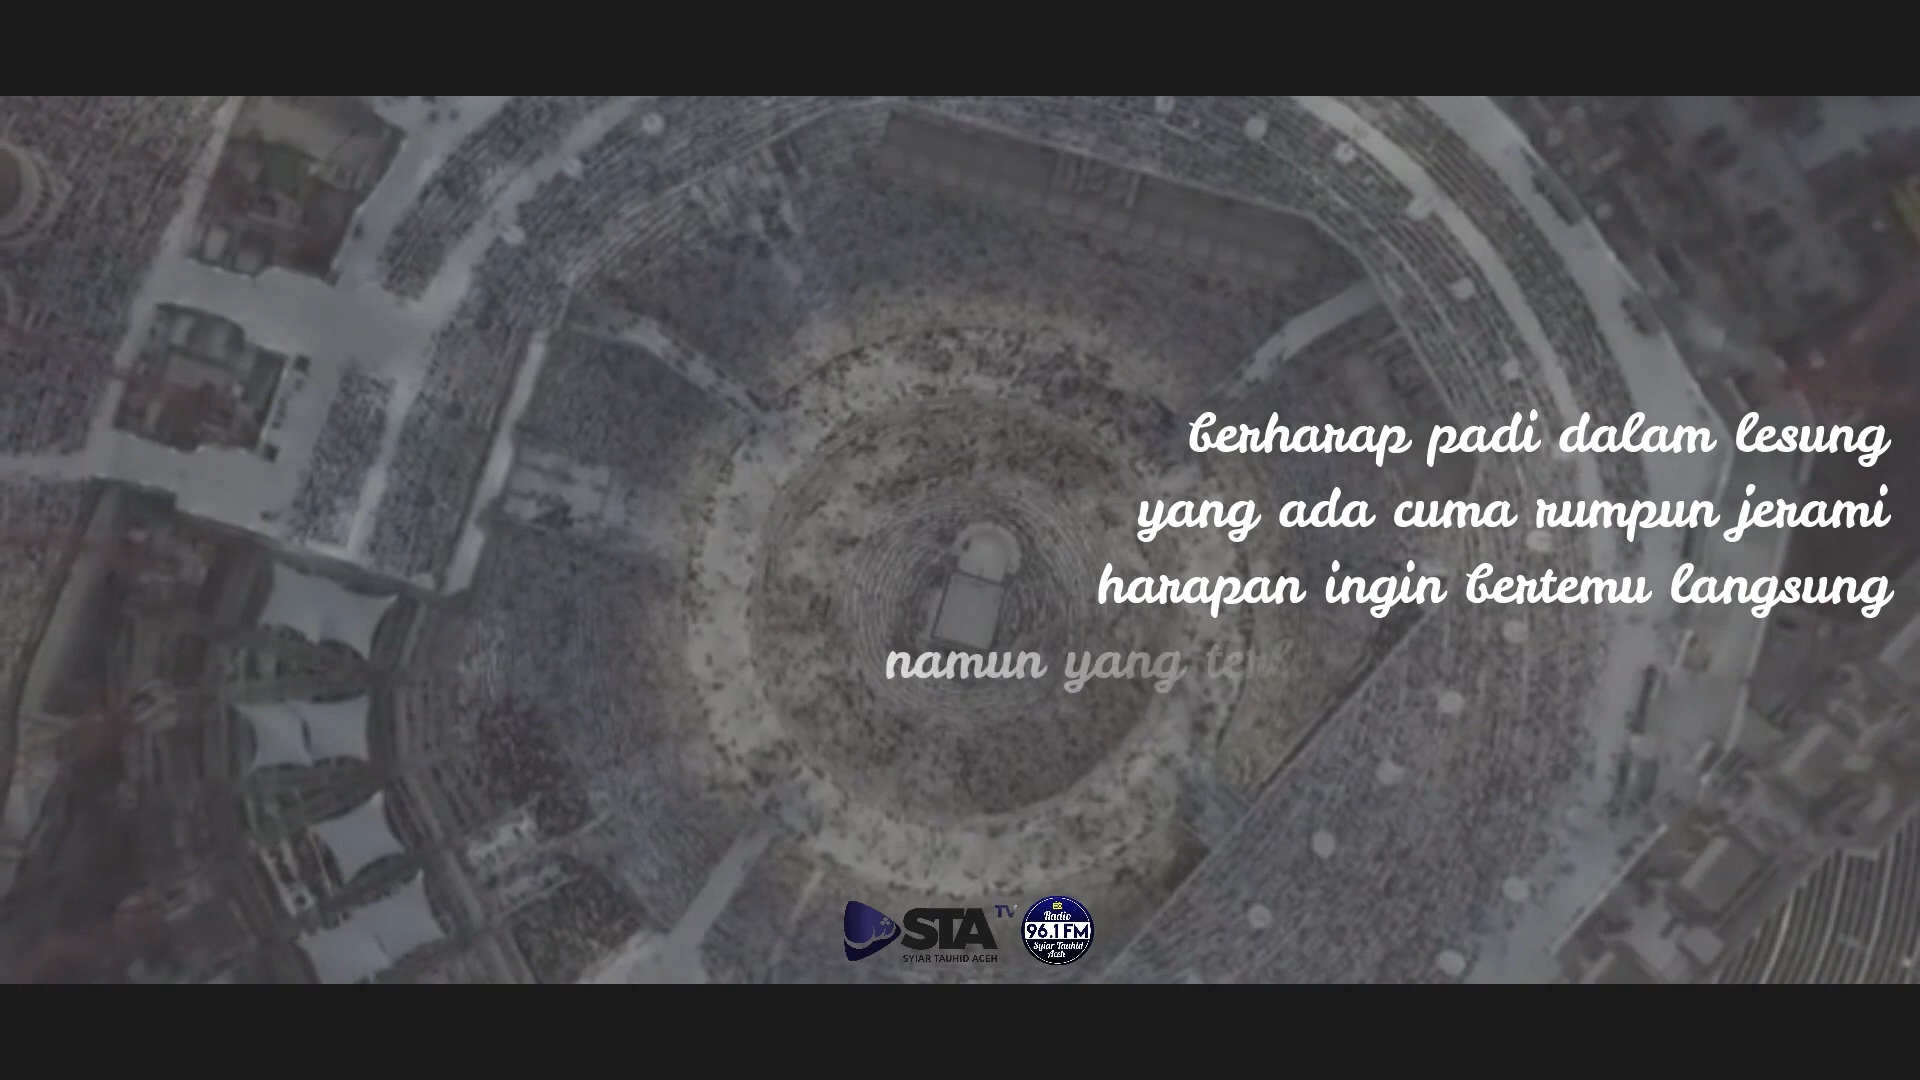 berharap padi dalam lesung
yang ada cuma rumpun jerami
harapan ingin bertemu langsung
namun yang
STA TV
SYIAR TAUHID ACEH
Radio
96.1 FM
Syiar Tauhid
Aceh